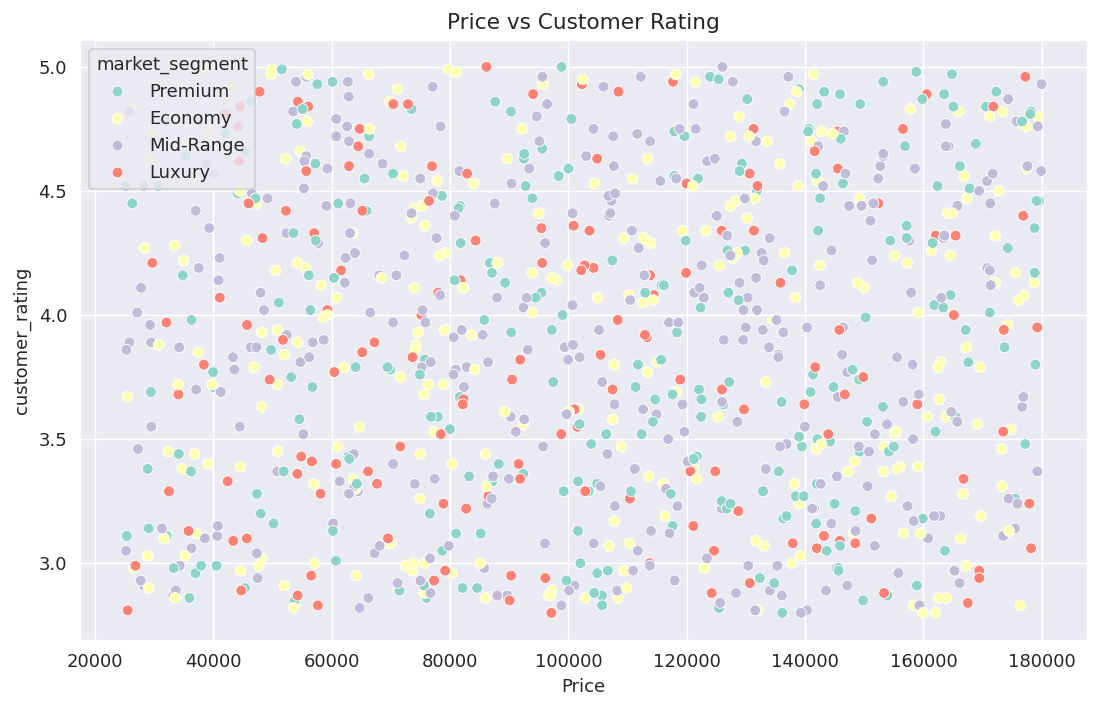 Price vs Customer Rating
market_segment
Premium
Economy
Mid-Range
Luxury
customer_rating
5.0
4.5
4.0
3.5
3.0
20000 40000 60000 80000 100000 120000 140000 160000 180000
Price